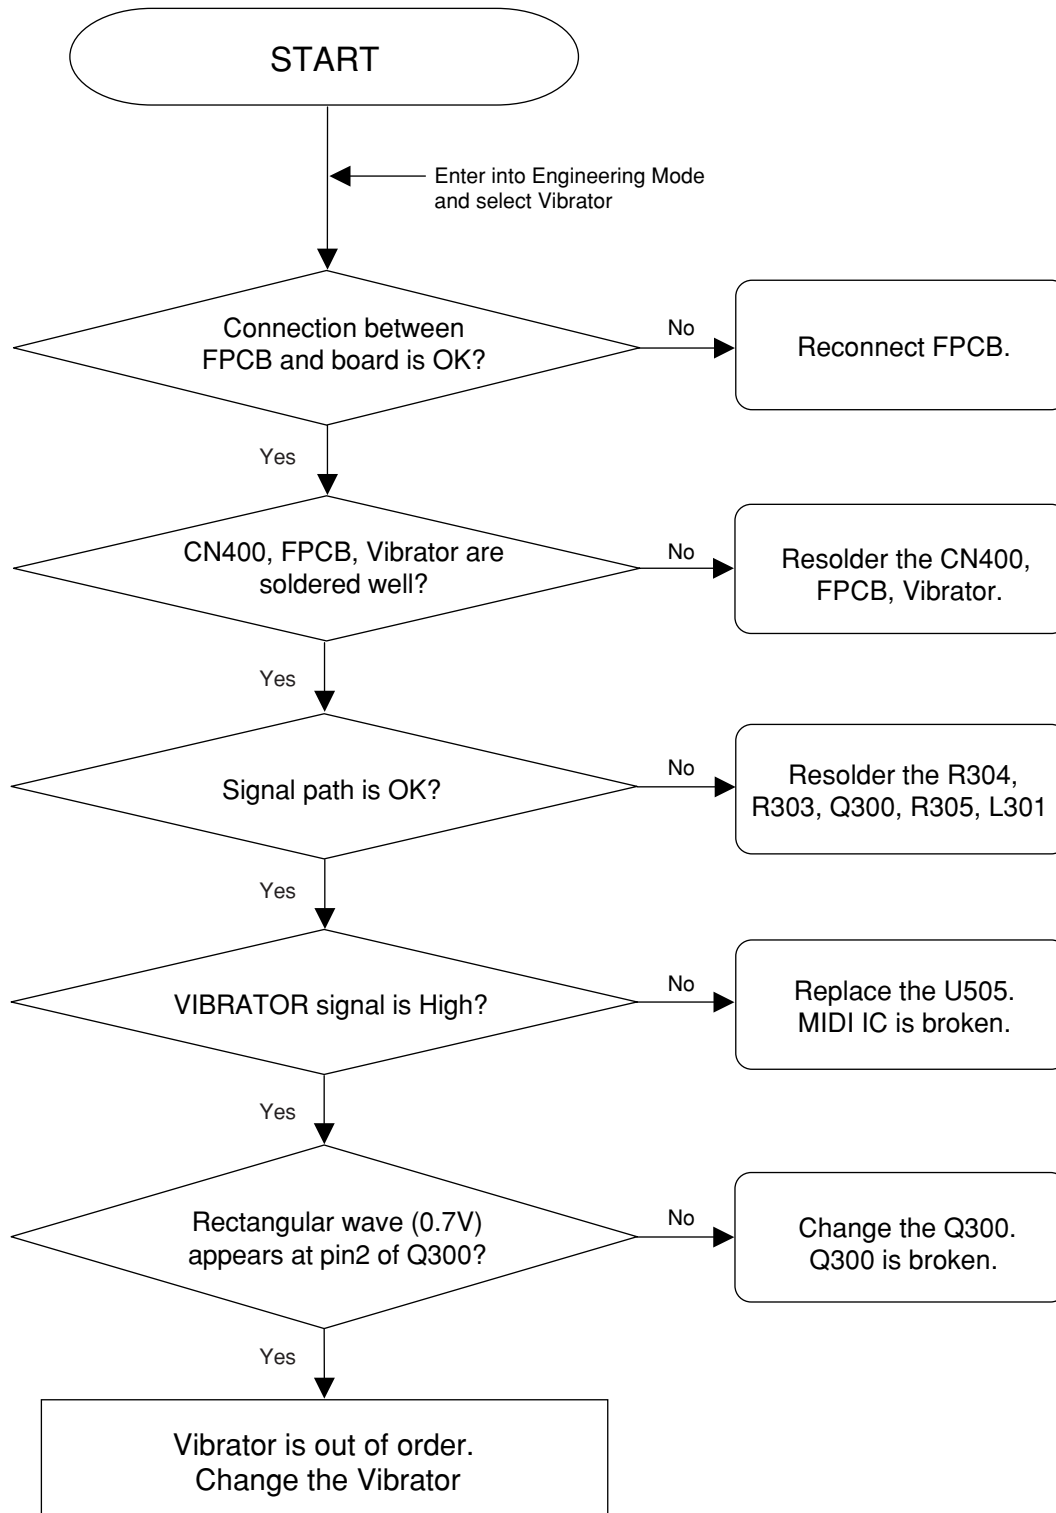 START
Enter into Engineering Mode
and select Vibrator
Connection between
FPCB and board is OK?
No
Reconnect FPCB.
Yes
CN400, FPCB, Vibrator are
soldered well?
No
Resolder the CN400,
FPCB, Vibrator.
Yes
Signal path is OK?
No
Resolder the R304,
R303, Q300, R305, L301
Yes
VIBRATOR signal is High?
No
Replace the U505.
MIDI IC is broken.
Yes
Rectangular wave (0.7V)
appears at pin2 of Q300?
No
Change the Q300.
Q300 is broken.
Yes
Vibrator is out of order.
Change the Vibrator